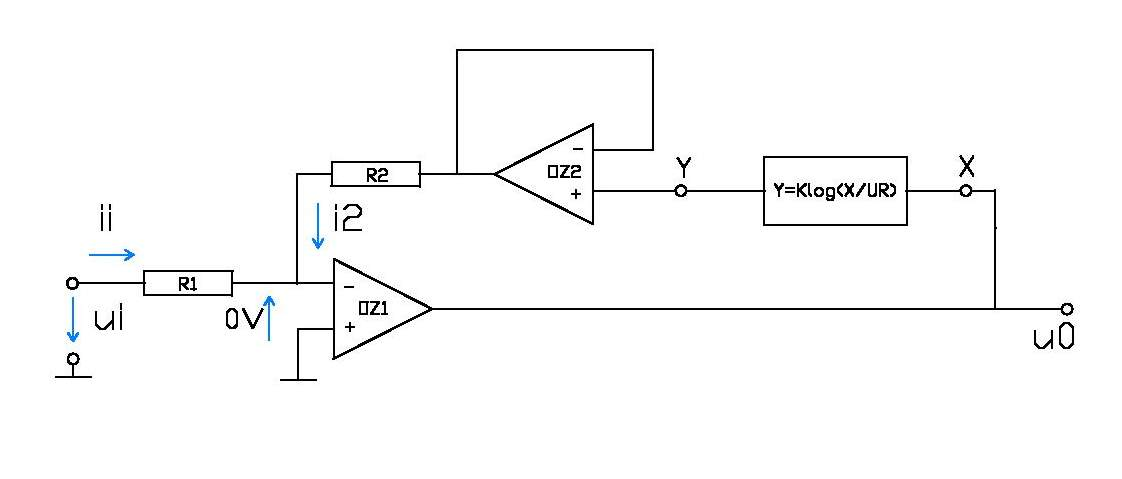 R2
-
OZ2
+
Y
Y=Klog(X/UR)
X
ii
i2
R1
-
OZ1
+
0V
ui
u0